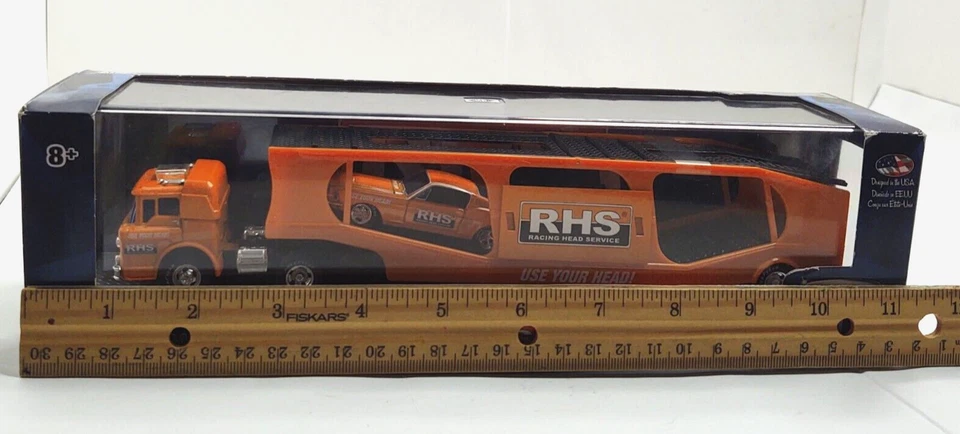 8+
Designed in the USA
Diseñado in EEUU
Conçu aux États-Unis
RHS
RHS
RHS
RACING HEAD SERVICE
USE YOUR HEAD!
1 2 3 FISKARS 4 5 6 7 8 9 10 11
30 29 28 27 26 25 24 23 22 21 20 19 18 17 16 15 14 13 12 11 10 9 8 7 6 5 4 3 2 1